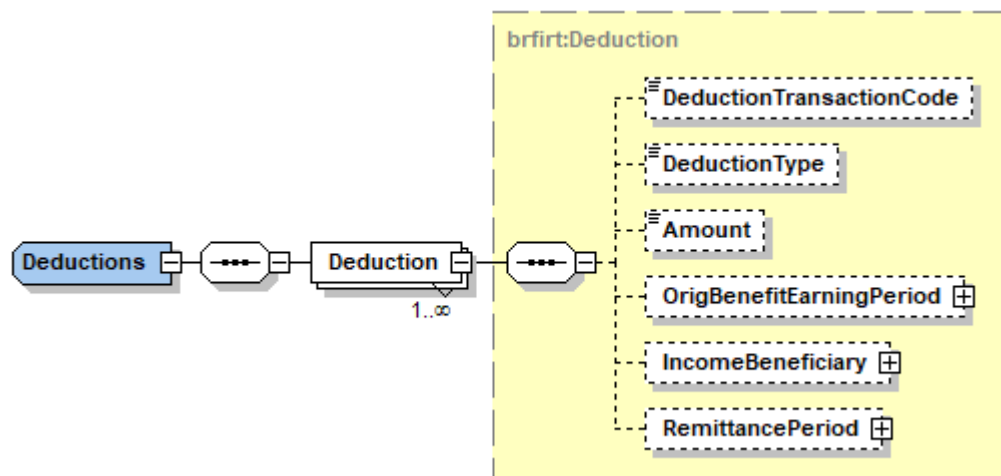 brfirt:Deduction
DeductionTransactionCode
DeductionType
Amount
Deductions
Deduction
1..∞
OrigBenefitEarningPeriod
IncomeBeneficiary
RemittancePeriod